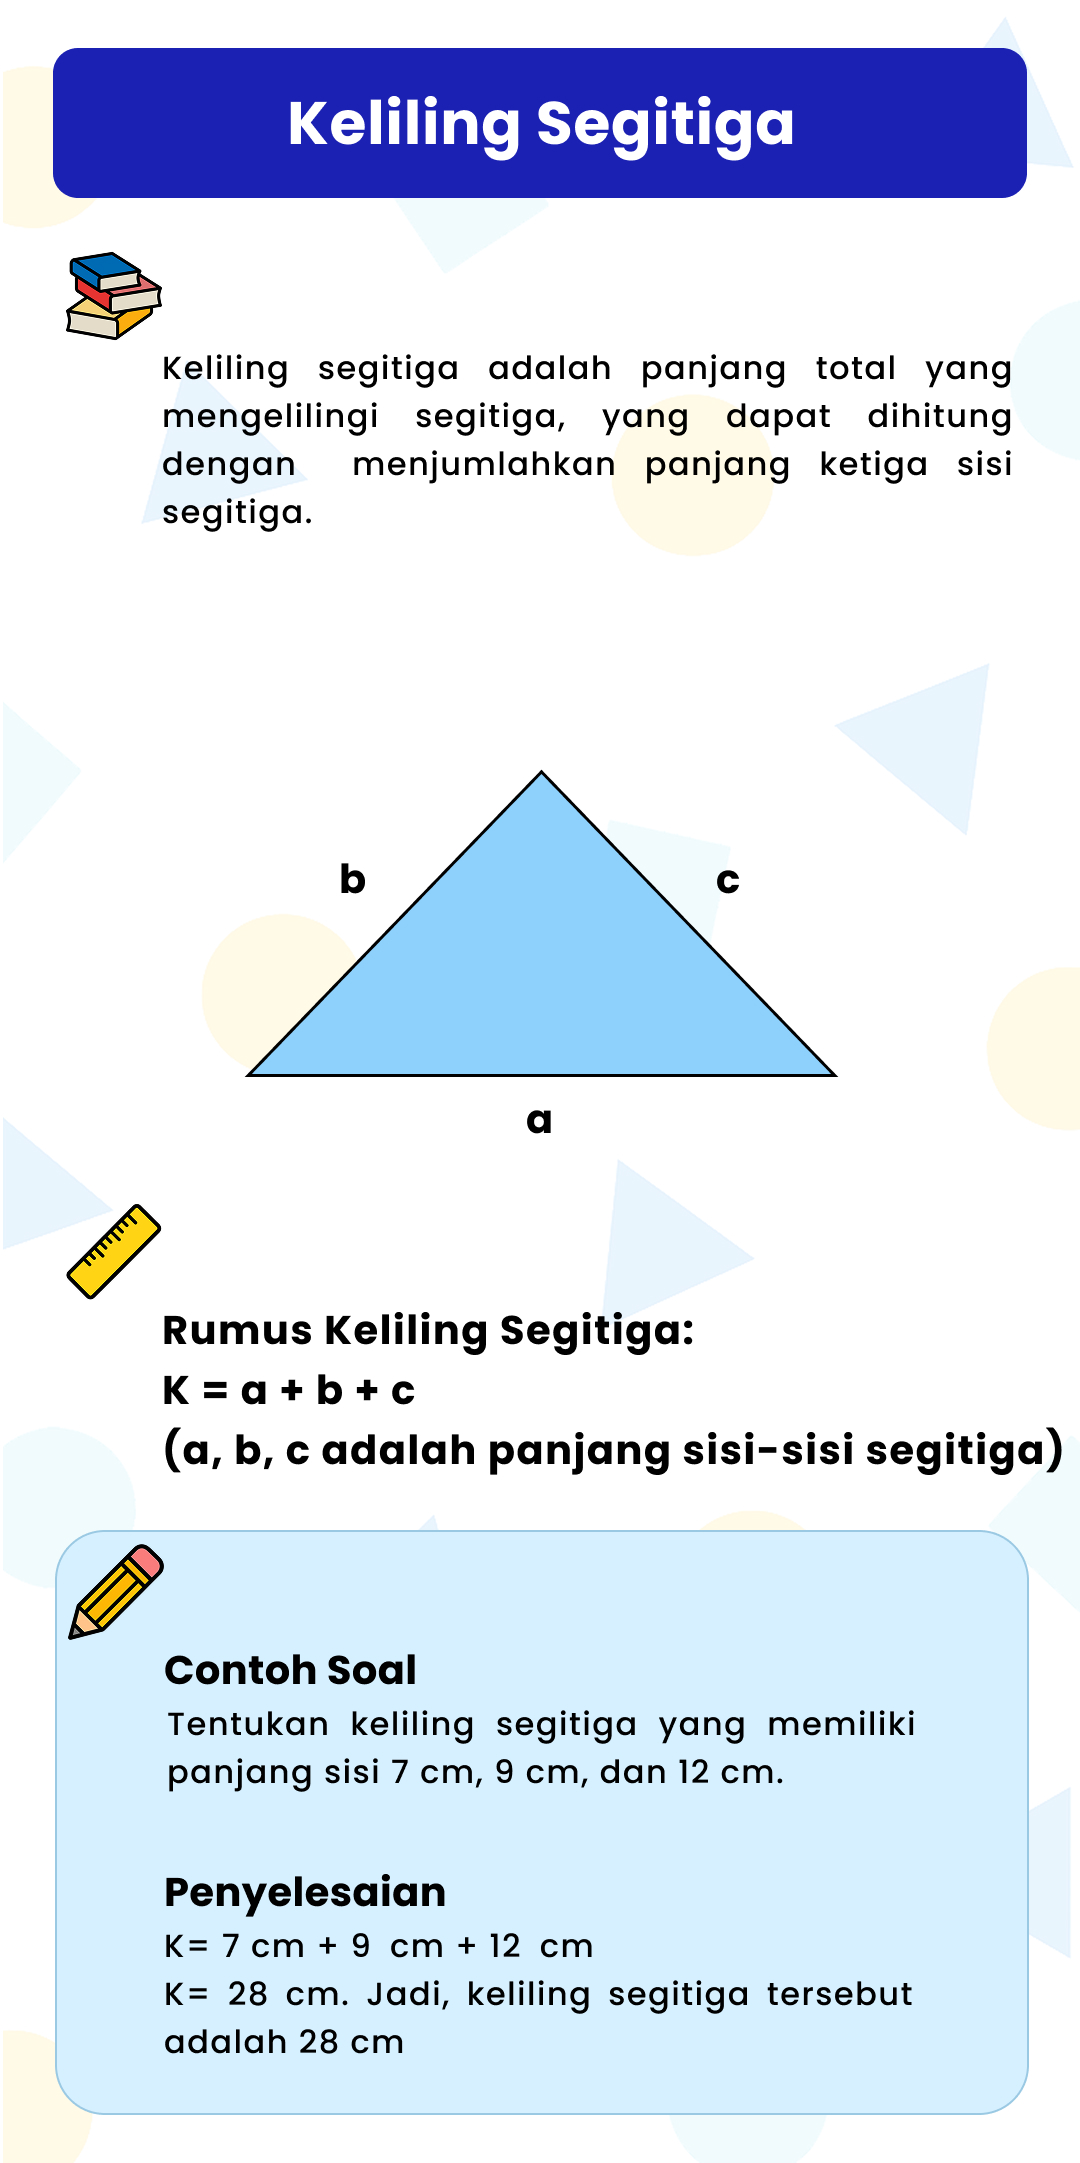 Keliling Segitiga
Keliling segitiga adalah panjang total yang
mengelilingi segitiga, yang dapat dihitung
dengan menjumlahkan panjang ketiga sisi
segitiga.
b
c
a
Rumus Keliling Segitiga:
K = a + b + c
(a, b, c adalah panjang sisi-sisi segitiga)
Contoh Soal
Tentukan keliling segitiga yang memiliki
panjang sisi 7 cm, 9 cm, dan 12 cm.
Penyelesaian
K= 7 cm + 9 cm + 12 cm
K= 28 cm. Jadi, keliling segitiga tersebut
adalah 28 cm